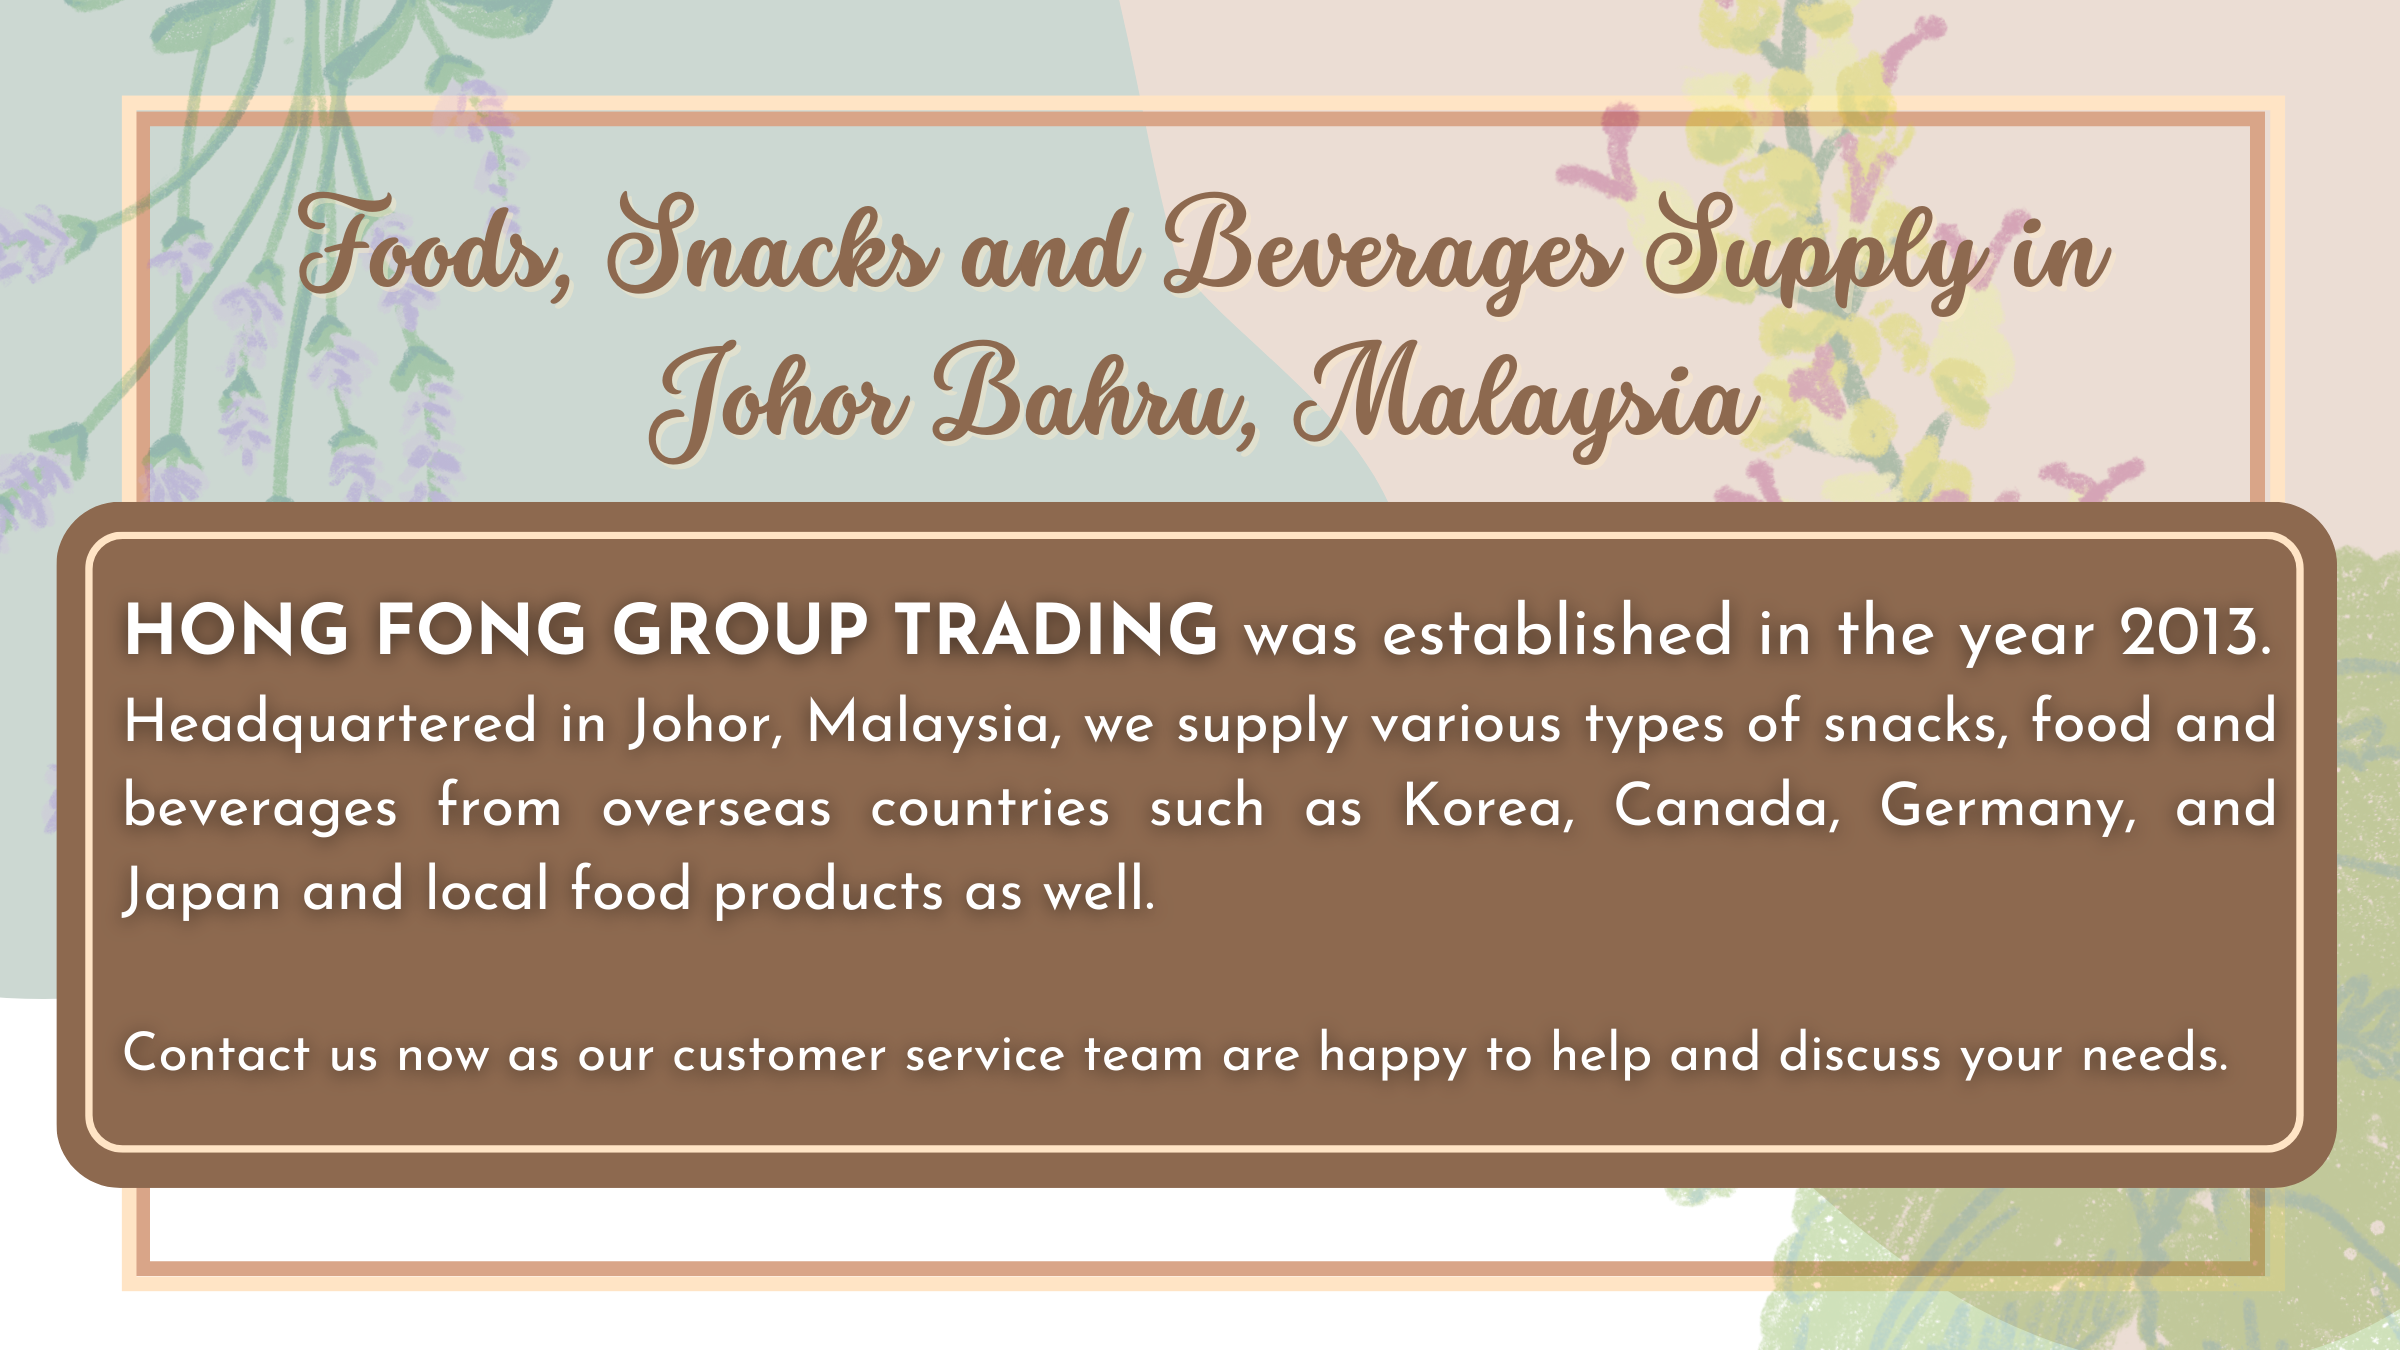 Foods, Snacks and Beverages Supply in
Johor Bahru, Malaysia
HONG FONG GROUP TRADING was established in the year 2013.
Headquartered in Johor, Malaysia, we supply various types of snacks, food and
beverages from overseas countries such as Korea, Canada, Germany, and
Japan and local food products as well.
Contact us now as our customer service team are happy to help and discuss your needs.